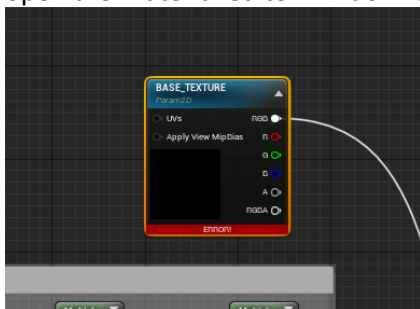 BASE_TEXTURE
Param2D
UVs
RGB
Apply View MipBias
R
G
B
A
RGBA
ERROR!